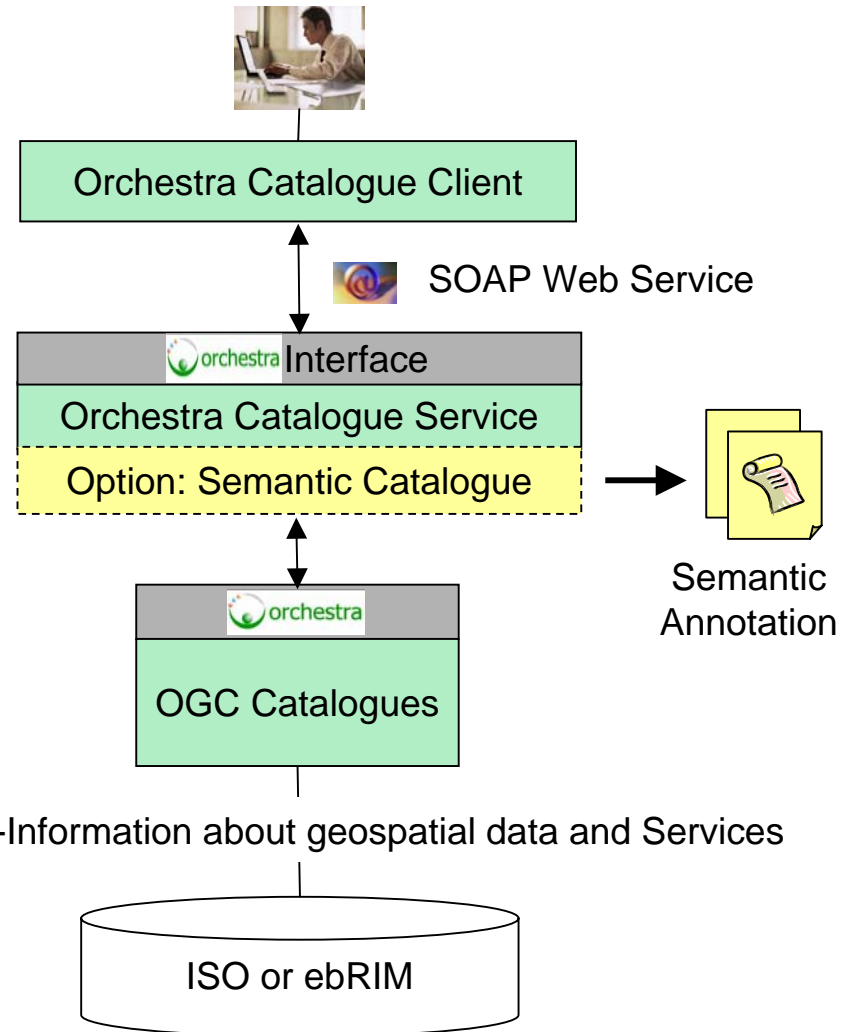 Orchestra Catalogue Client
SOAP Web Service
orchestra Interface
Orchestra Catalogue Service
Option: Semantic Catalogue
Semantic
Annotation
orchestra
OGC Catalogues
-Information about geospatial data and Services
ISO or ebRIM